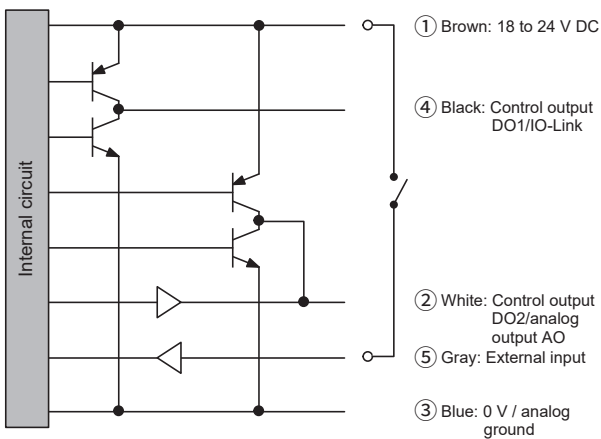 Internal circuit
① Brown: 18 to 24 V DC
④ Black: Control output
DO1/IO-Link
② White: Control output
DO2/analog
output AO
⑤ Gray: External input
③ Blue: 0 V / analog
ground